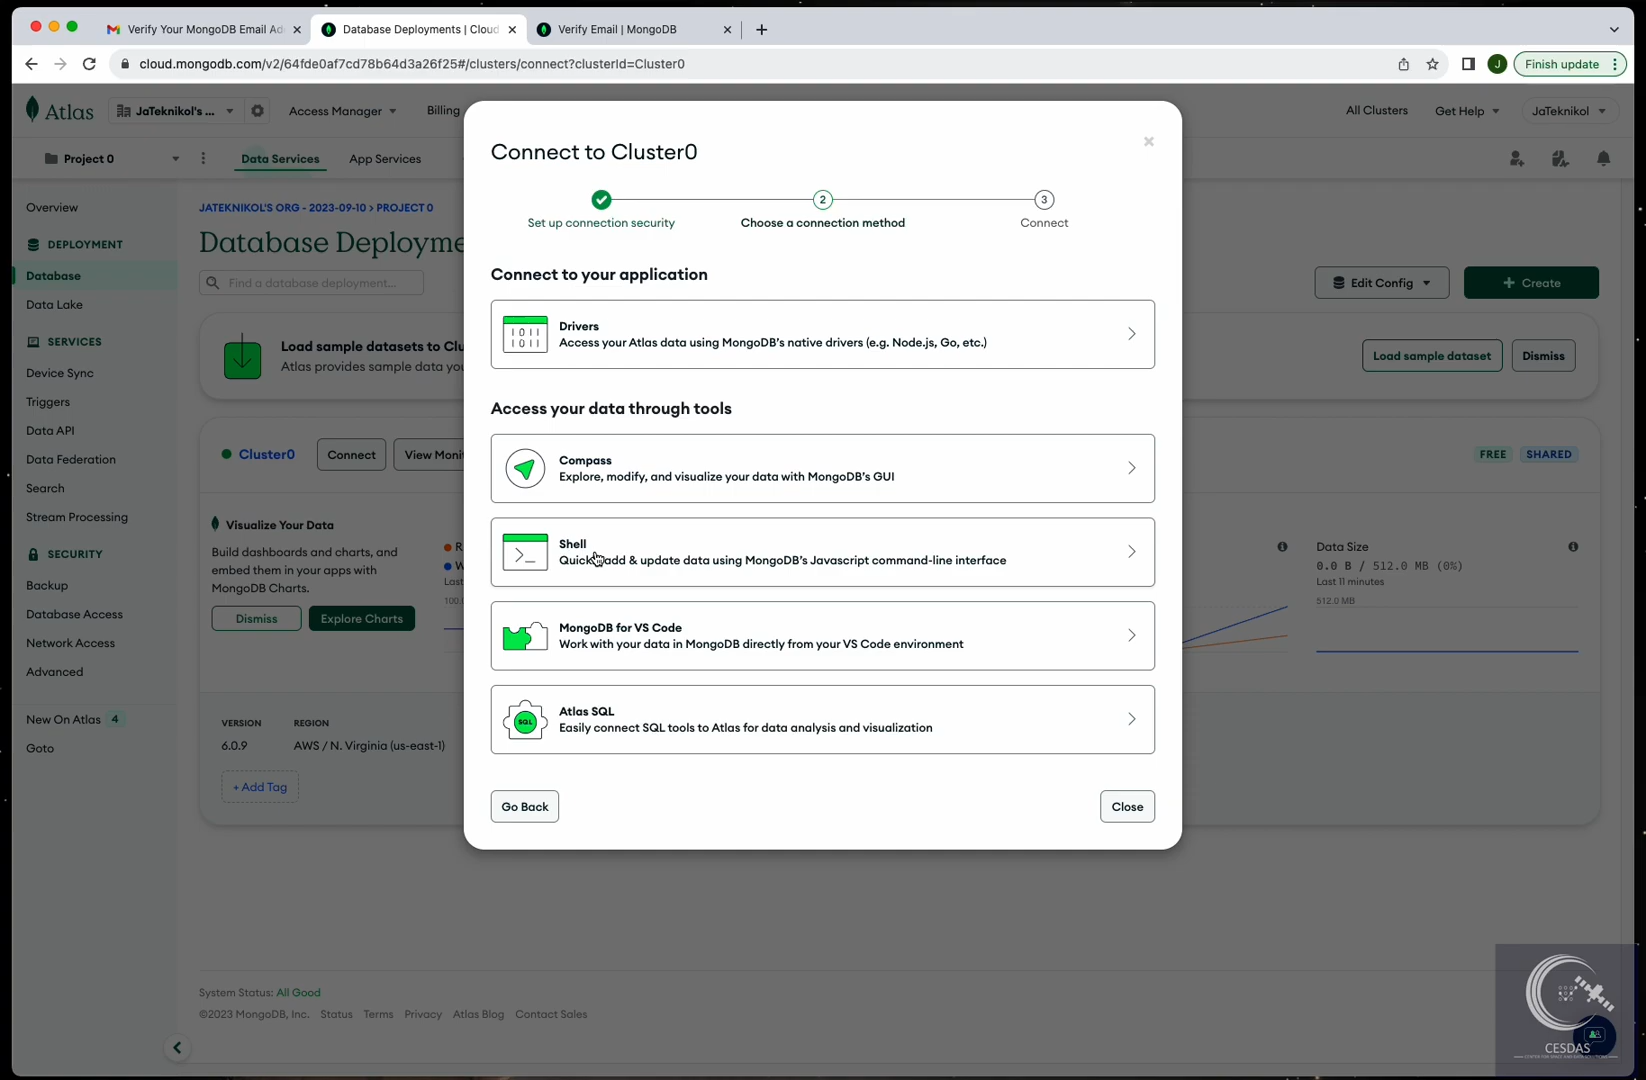 Verify Your MongoDB Email Ad
Database Deployments | Cloud
Verify Email | MongoDB
cloud.mongodb.com/v2/64fde0af7cd78b64d3a26f25#/clusters/connect?clusterId=Cluster0
J
Finish update
Atlas
JaTeknikol's ...
Access Manager
Billing
All Clusters
Get Help
JaTeknikol
Project 0
Data Services
App Services
Overview
DEPLOYMENT
Database
Data Lake
SERVICES
Device Sync
Triggers
Data API
Data Federation
Search
Stream Processing
SECURITY
Backup
Database Access
Network Access
Advanced
New On Atlas 4
Goto
JATEKNIKOL'S ORG - 2023-09-10 > PROJECT 0
Database Deployme
Find a database deployment...
Edit Config
+ Create
Load sample datasets to Clu
Atlas provides sample data you
Load sample dataset
Dismiss
Cluster0
Connect
View Monit
FREE
SHARED
Visualize Your Data
Build dashboards and charts, and
embed them in your apps with
MongoDB Charts.
Dismiss
Explore Charts
R
W
Last
100.
Data Size
0.0 B / 512.0 MB (0%)
Last 11 minutes
512.0 MB
VERSION
6.0.9
REGION
AWS / N. Virginia (us-east-1)
+ Add Tag
Connect to Cluster0
Set up connection security
2
Choose a connection method
3
Connect
Connect to your application
1011
1011
Drivers
Access your Atlas data using MongoDB's native drivers (e.g. Node.js, Go, etc.)
Access your data through tools
Compass
Explore, modify, and visualize your data with MongoDB's GUI
>_
Shell
add & update data using MongoDB's Javascript command-line interface
MongoDB for VS Code
Work with your data in MongoDB directly from your VS Code environment
SQL
Atlas SQL
Easily connect SQL tools to Atlas for data analysis and visualization
Go Back
Close
System Status: All Good
©2023 MongoDB, Inc. Status Terms Privacy Atlas Blog Contact Sales
CESDAS